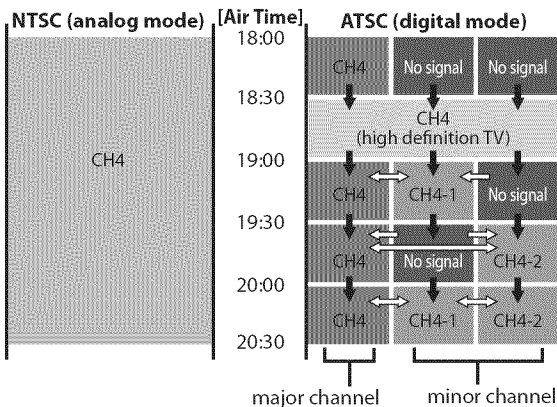 NTSC (analog mode) [Air Time] ATSC (digital mode)
18:00
CH4 No signal No signal
18:30
CH4
(high definition TV)
CH4
19:00
CH4 CH4-1 No signal
19:30
CH4 No signal CH4-2
20:00
CH4 CH4-1 CH4-2
20:30
major channel minor channel